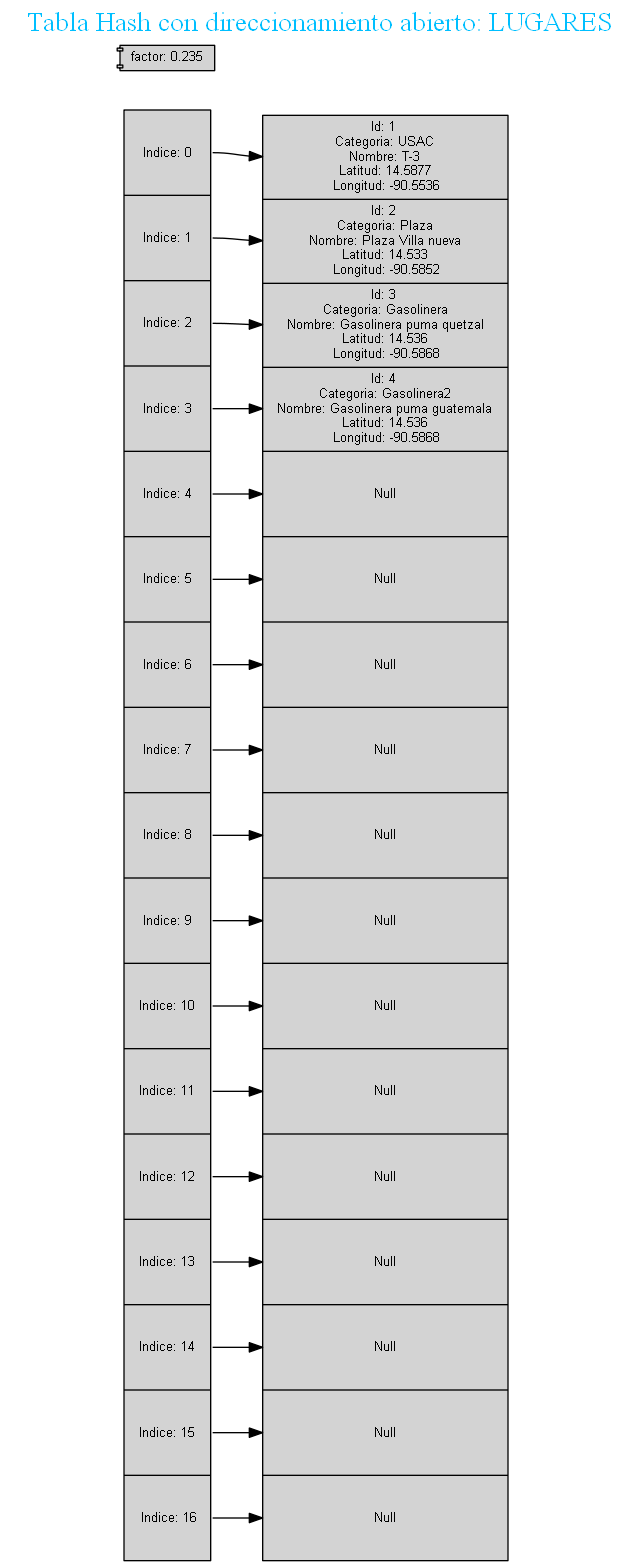 Tabla Hash con direccionamiento abierto: LUGARES
factor: 0.235
Indice: 0
Id: 1
Categoria: USAC
Nombre: T-3
Latitud: 14.5877
Longitud: -90.5536
Indice: 1
Id: 2
Categoria: Plaza
Nombre: Plaza Villa nueva
Latitud: 14.533
Longitud: -90.5852
Indice: 2
Id: 3
Categoria: Gasolinera
Nombre: Gasolinera puma quetzal
Latitud: 14.536
Longitud: -90.5868
Indice: 3
Id: 4
Categoria: Gasolinera2
Nombre: Gasolinera puma guatemala
Latitud: 14.536
Longitud: -90.5868
Indice: 4
Null
Indice: 5
Null
Indice: 6
Null
Indice: 7
Null
Indice: 8
Null
Indice: 9
Null
Indice: 10
Null
Indice: 11
Null
Indice: 12
Null
Indice: 13
Null
Indice: 14
Null
Indice: 15
Null
Indice: 16
Null